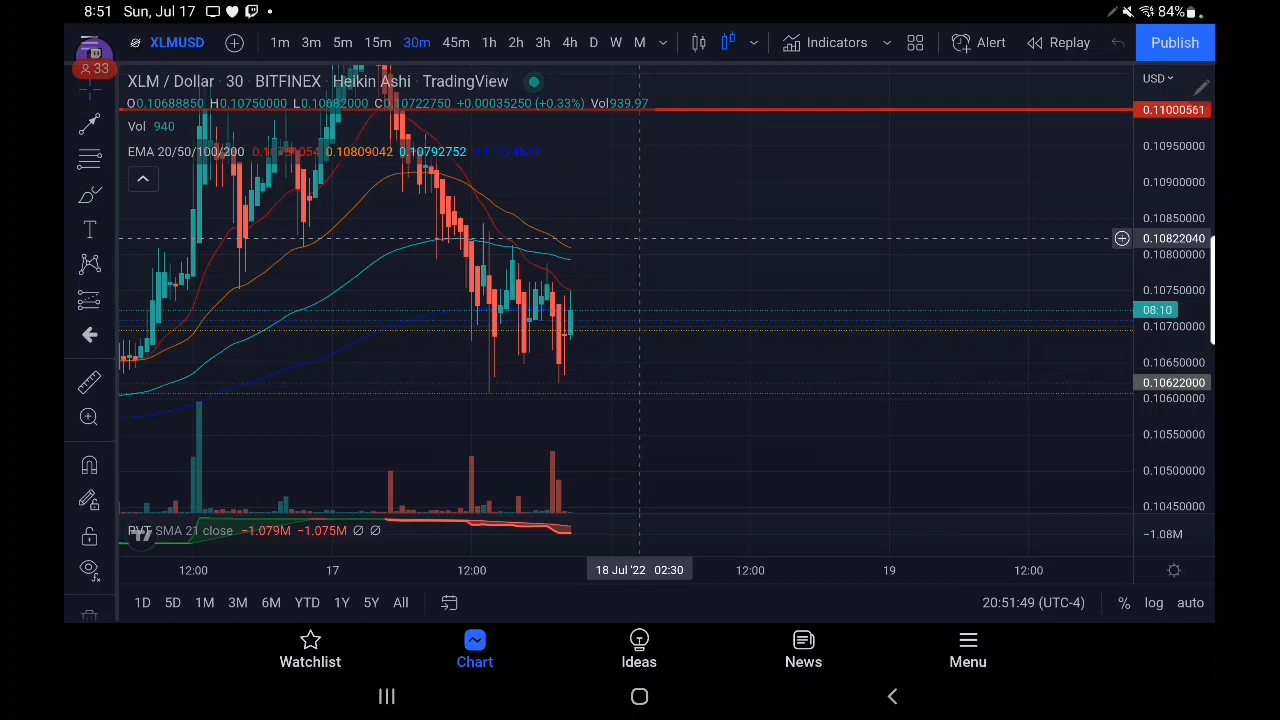 8:51 Sun, Jul 17 84%
XLMUSD 1m 3m 5m 15m 30m 45m 1h 2h 3h 4h D W M Indicators Alert Replay Publish
33
XLM / Dollar · 30 · BITFINEX · Heikin Ashi · TradingView
USD
O0.10688850 H0.10750000 L0.10682000 C0.10722750 +0.00035250 (+0.33%) Vol939.97
0.11000561
Vol 940
EMA 20/50/100/200 0.10809042 0.10792752
0.10950000
0.10900000
0.10850000
0.10822040
0.10800000
0.10750000
08:10
0.10700000
0.10650000
0.10622000
0.10600000
0.10550000
0.10500000
0.10450000
PVT SMA 21 close −1.079M −1.075M Ø Ø
−1.08M
12:00 17 12:00 18 Jul '22 02:30 12:00 19 12:00
1D 5D 1M 3M 6M YTD 1Y 5Y All 20:51:49 (UTC-4) % log auto
Watchlist Chart Ideas News Menu